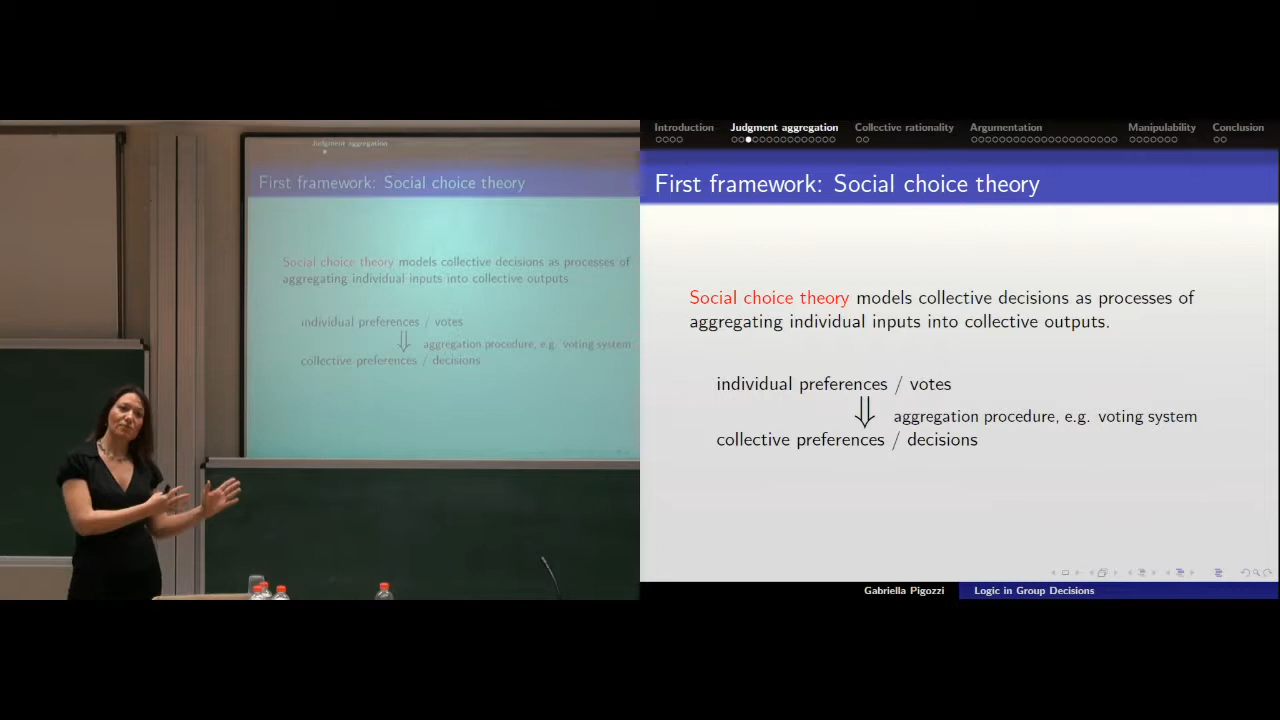 Judgment aggregation
First framework: Social choice theory
Social choice theory models collective decisions as processes of
aggregating individual inputs into collective outputs
individual preferences / votes
aggregation procedure, e.g. voting system
collective preferences / decisions
Introduction Judgment aggregation Collective rationality Argumentation Manipulability Conclusion
First framework: Social choice theory
Social choice theory models collective decisions as processes of
aggregating individual inputs into collective outputs.
individual preferences / votes
aggregation procedure, e.g. voting system
collective preferences / decisions
Gabriella Pigozzi Logic in Group Decisions